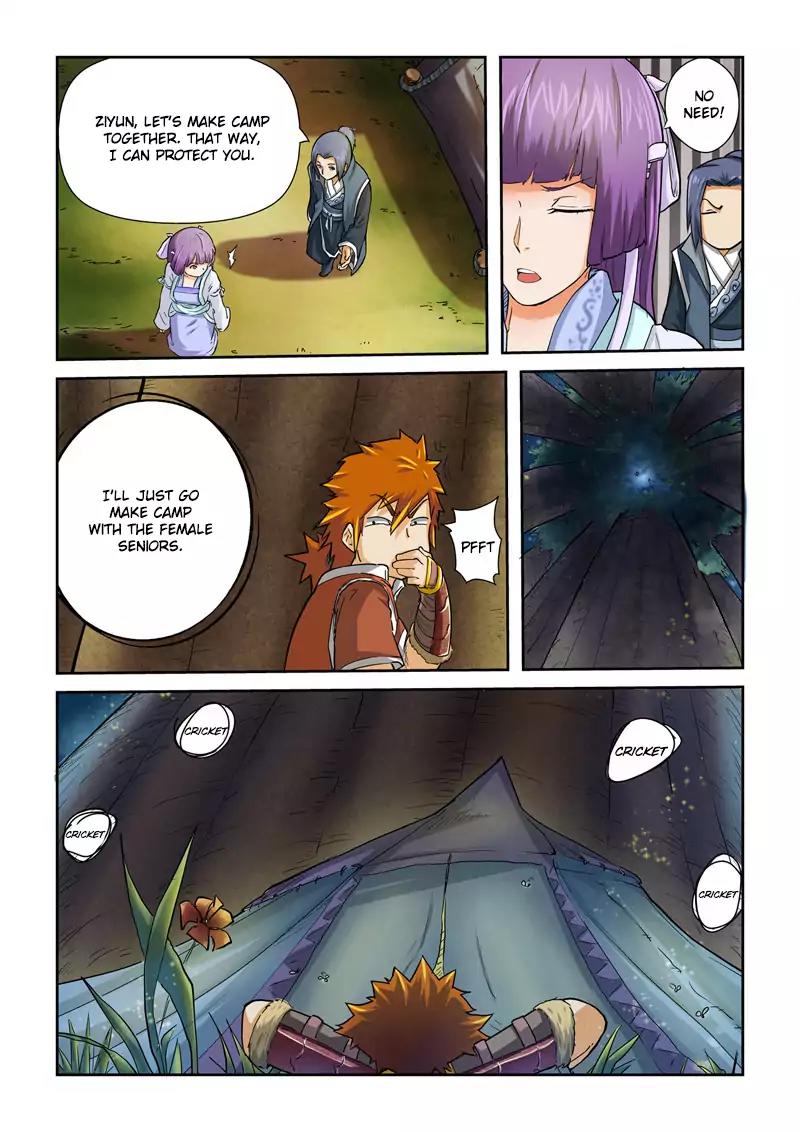 ZIYUN, LET'S MAKE CAMP
TOGETHER. THAT WAY,
I CAN PROTECT YOU.
NO
NEED!
I'LL JUST GO
MAKE CAMP
WITH THE FEMALE
SENIORS.
PFFT
CRICKET
CRICKET
CRICKET
CRICKET